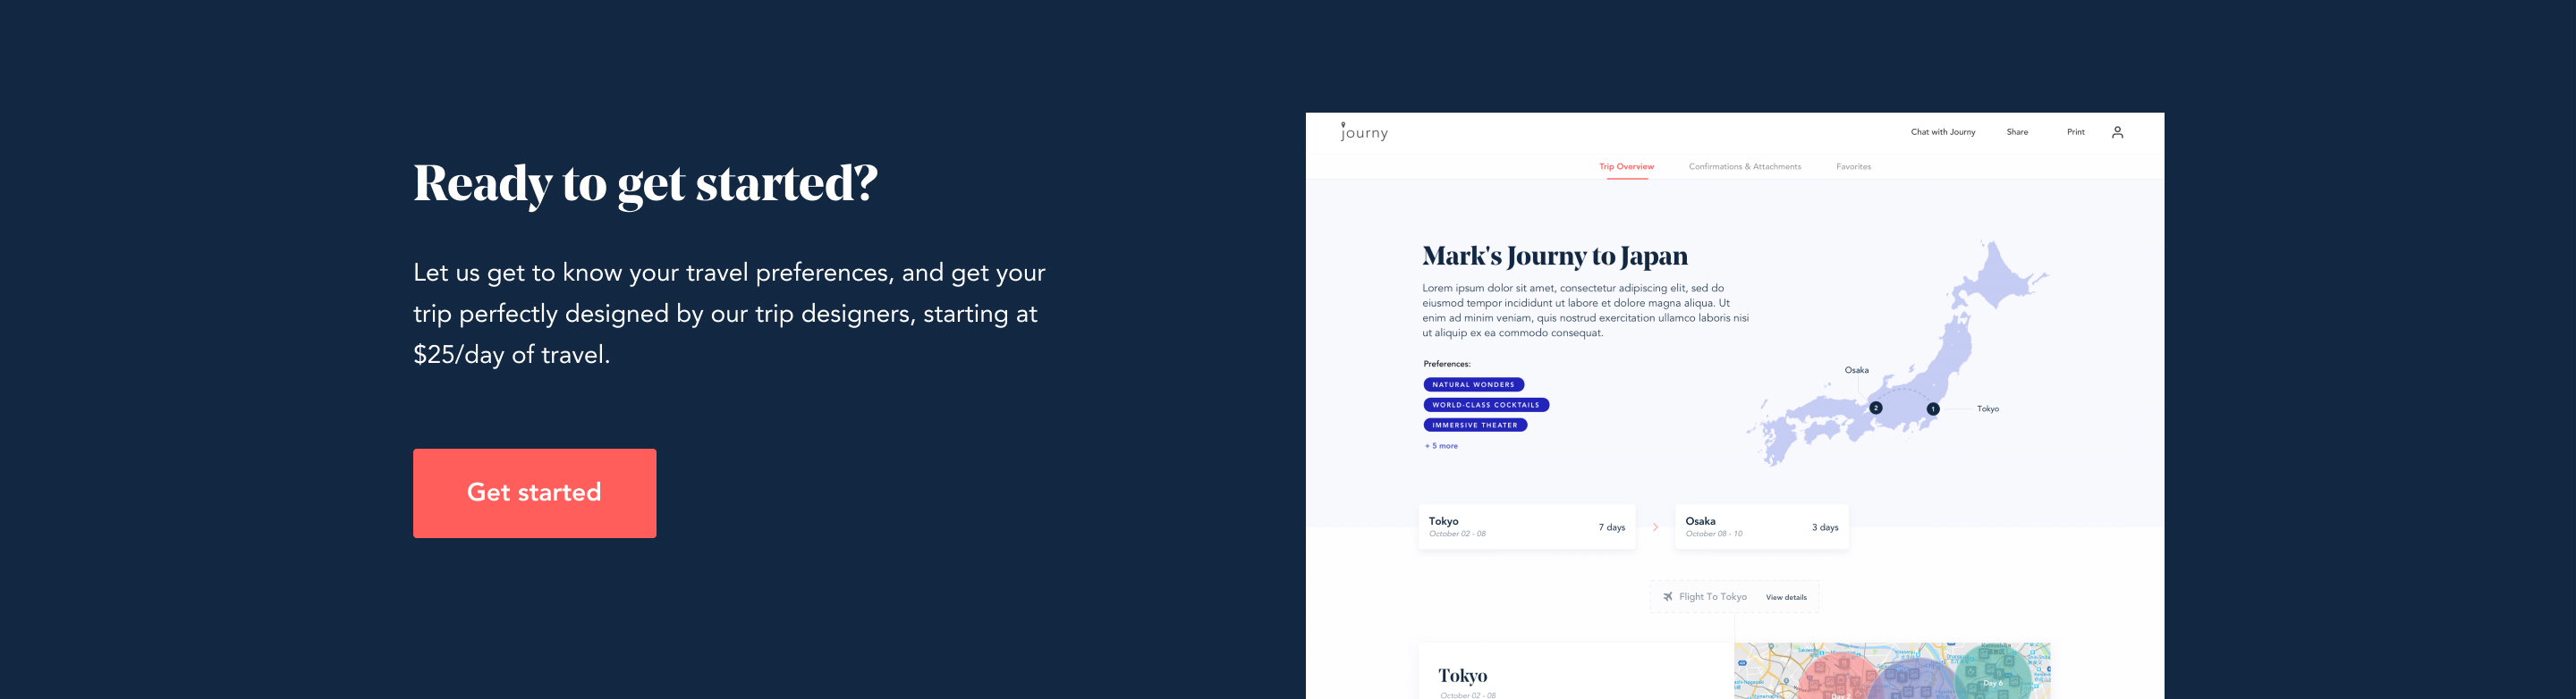 Ready to get started?
Let us get to know your travel preferences, and get your
trip perfectly designed by our trip designers, starting at
$25/day of travel.
Get started
journy
Chat with Journy
Share
Print
Trip Overview
Confirmations & Attachments
Favorites
Mark's Journy to Japan
Lorem ipsum dolor sit amet, consectetur adipiscing elit, sed do
eiusmod tempor incididunt ut labore et dolore magna aliqua. Ut
enim ad minim veniam, quis nostrud exercitation ullamco laboris nisi
ut aliquip ex ea commodo consequat.
Preferences:
NATURAL WONDERS
WORLD-CLASS COCKTAILS
IMMERSIVE THEATER
+ 5 more
Osaka
2
1
Tokyo
Tokyo
October 02 - 08
7 days
Osaka
October 08 - 10
3 days
Flight To Tokyo
View details
Tokyo
October 02 - 08
Day 6